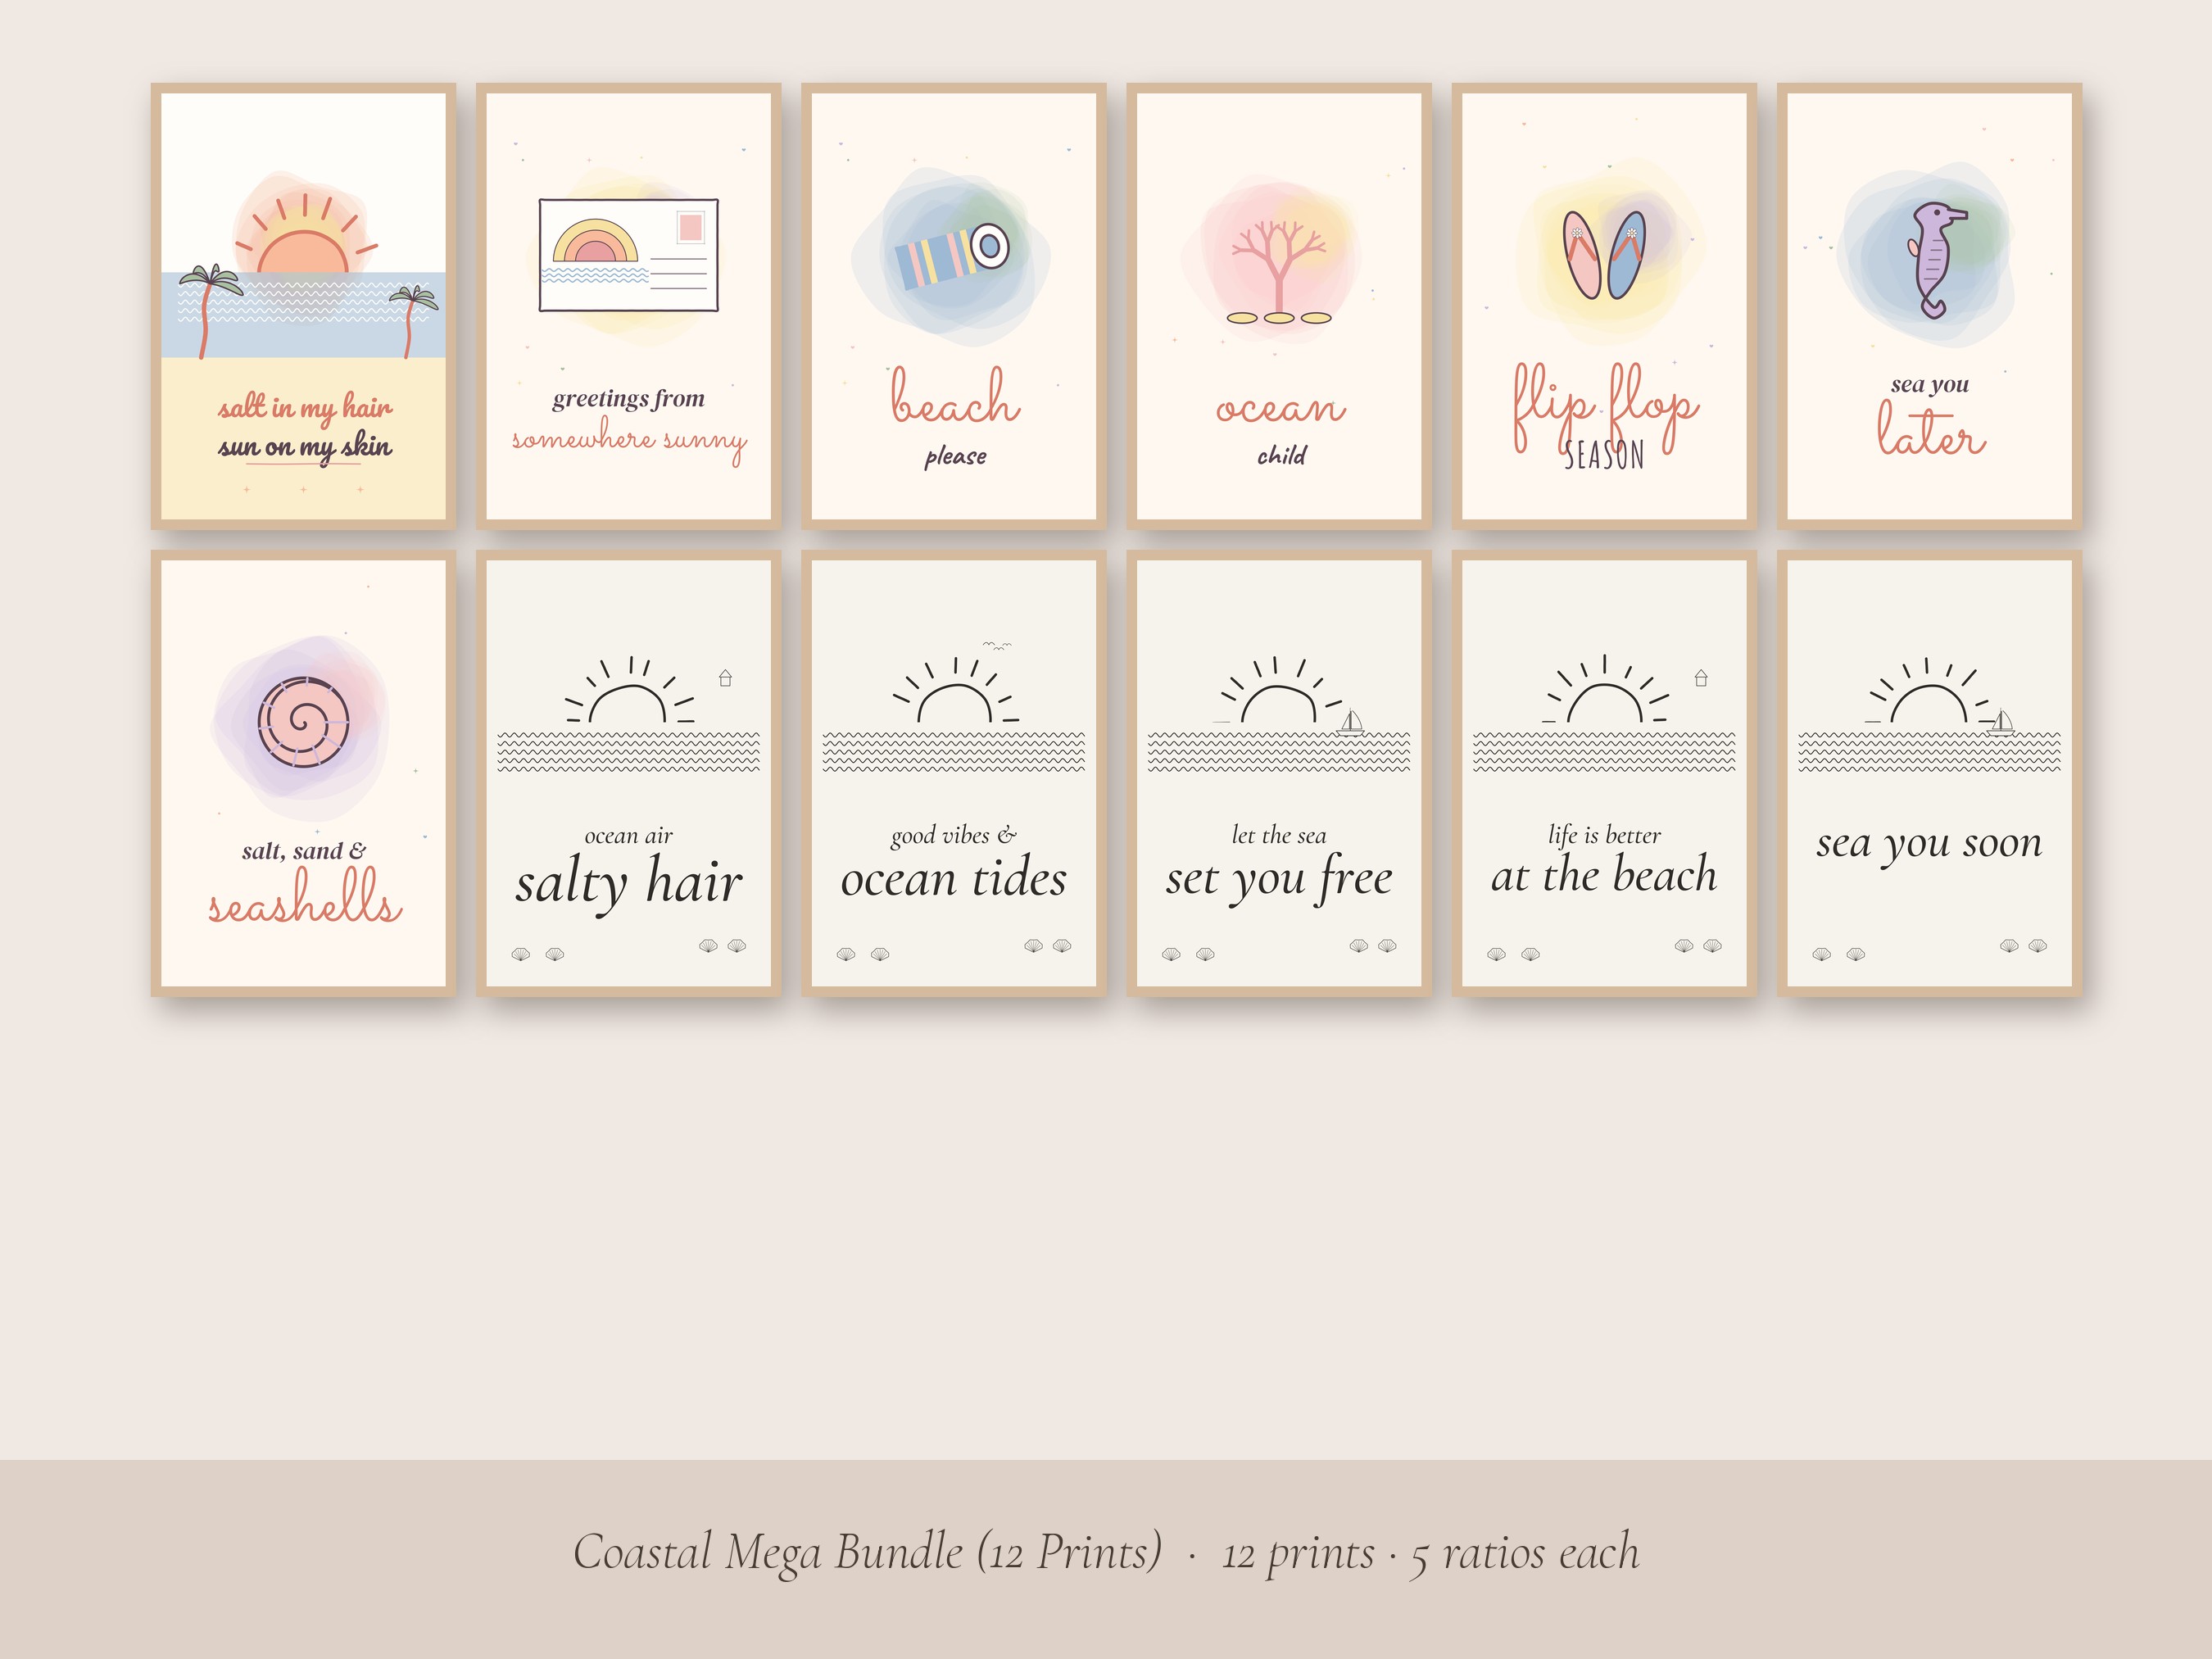 salt in my hair
sun on my skin
greetings from
somewhere sunny
beach
please
ocean
child
flip flop
SEASON
sea you
later
salt, sand &
seashells
ocean air
salty hair
good vibes &
ocean tides
let the sea
set you free
life is better
at the beach
sea you soon
Coastal Mega Bundle (12 Prints) · 12 prints · 5 ratios each